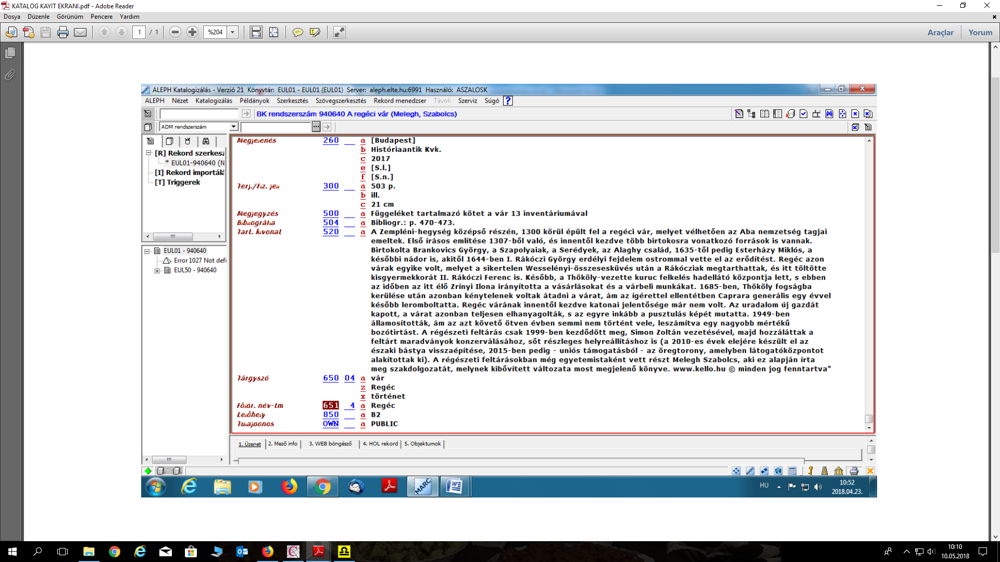 KATALOG KAYIT EKRANI.pdf - Adobe Reader
Dosya Düzenle Görünüm Pencere Yardım
1 / 1 %204 Araçlar Yorum
ALEPH Katalogizálás - Verzió 21 Könyvtár: EUL01 - EUL01 (EUL01) Server: aleph.elte.hu:6991 Használó: ASZALOSK
ALEPH Nézet Katalogizálás Példányok Szerkesztés Szövegszerkesztés Rekord menedzser Távoli Szerviz Súgó ?
BK rendszerszám 940640 A regéci vár (Melegh, Szabolcs)
ADM rendszerszám
[R] Rekord szerkesz
* EUL01-940640 (N
[I] Rekord importálá
[T] Triggerek
EUL01 - 940640
Error 1027 Not defi
EUL50 - 940640
Megjelenés 260 a [Budapest]
b Históriaantik Kvk.
c 2017
e [S.l.]
f [S.n.]
Terj./Fiz. jell 300 a 503 p.
b ill.
c 21 cm
Megjegyzés 500 a Függeléket tartalmazó kötet a vár 13 inventáriumával
Bibliográfia 504 a Bibliogr.: p. 470-473.
Tart. kivonat 520 a A Zempléni-hegység középső részén, 1300 körül épült fel a regéci vár, melyet vélhetően az Aba nemzetség tagjai
emeltek. Első írásos említése 1307-ből való, és innentől kezdve több birtokosra vonatkozó források is vannak.
Birtokolta Brankovics György, a Szapolyaiak, a Serédyek, az Alaghy család, 1635-től pedig Esterházy Miklós, a
későbbi nádor is, akitől 1644-ben I. Rákóczi György erdélyi fejdelem ostrommal vette el az erődítést. Regéc azon
várak egyike volt, melyet a sikertelen Wesselényi-összesesküvés után a Rákócziak megtarthattak, és itt töltötte
kisgyermekkorát II. Rákóczi Ferenc is. Később, a Thököly-vezette kuruc felkelés hadellátó központja lett, s ebben
az időben az itt élő Zrínyi Ilona irányította a vásárlásokat és a várbeli munkákat. 1685-ben, Thököly fogságba
kerülése után azonban kénytelenek voltak átadni a várat, ám az ígérettel ellentétben Caprara generális egy évvel
később leromboltatta. Regéc várának innentől kezdve katonai jelentősége már nem volt. Az uradalom új gazdát
kapott, a várat azonban teljesen elhanyagolták, s az egyre inkább a pusztulás képét mutatta. 1949-ben
államosították, ám az azt követő ötven évben semmi nem történt vele, leszámítva egy nagyobb mértékű
bozótirtást. A régészeti feltárás csak 1999-ben kezdődött meg, Simon Zoltán vezetésével, majd hozzáláttak a
feltárt maradványok konzerválásához, sőt részleges helyreállításhoz is (a 2010-es évek elejére készült el az
északi bástya visszaépítése, 2015-ben pedig - uniós támogatásból - az öregtorony, amelyben látogatóközpontot
alakítottak ki). A régészeti feltárásokban még egyetemistaként vett részt Melegh Szabolcs, aki ez alapján írta
meg szakdolgozatát, melynek kibővített változata most megjelenő könyve. www.kello.hu © minden jog fenntartva"
Tárgyszó 650 04 a vár
z Regéc
x történet
Földr. név-tm 651 4 a Regéc
Lelőhely 850 a B2
Tulajdonos OWN a PUBLIC
1. Üzenet 2. Mező info 3. WEB böngésző 4. HOL rekord 5. Objektumok
MARC
HU
10:52
2018.04.23.
10:10
10.05.2018